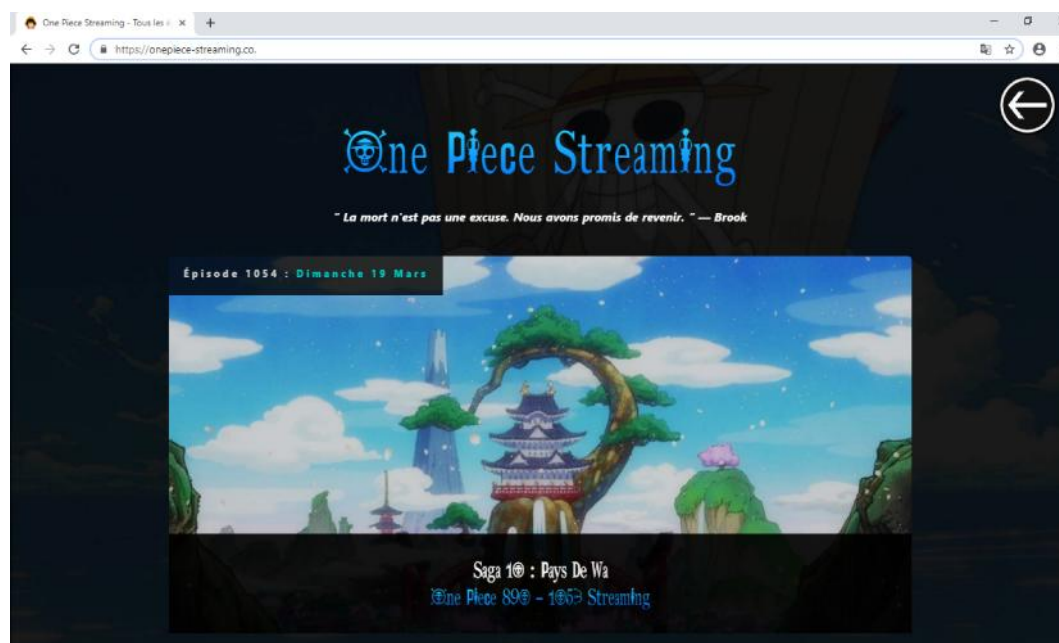 One Piece Streaming - Tous les é
https://onepiece-streaming.co.
One Piece Streaming
" La mort n'est pas une excuse. Nous avons promis de revenir. " — Brook
Épisode 1054 : Dimanche 19 Mars
Saga 10 : Pays De Wa
One Piece 890 - 1053 Streaming